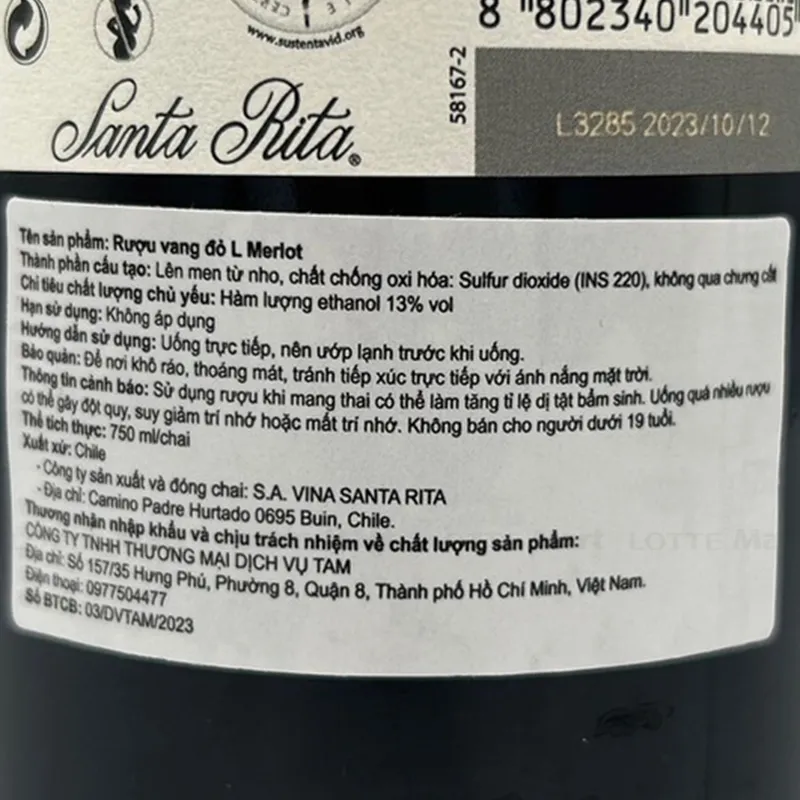 8 802340 204405
www.sustentavid.org
58167-2
Santa Rita®
L3285 2023/10/12
Tên sản phẩm: Rượu vang đỏ L Merlot
Thành phần cấu tạo: Lên men từ nho, chất chống oxi hóa: Sulfur dioxide (INS 220), không qua chưng cất
Chỉ tiêu chất lượng chủ yếu: Hàm lượng ethanol 13% vol
Hạn sử dụng: Không áp dụng
Hướng dẫn sử dụng: Uống trực tiếp, nên ướp lạnh trước khi uống.
Bảo quản: Để nơi khô ráo, thoáng mát, tránh tiếp xúc trực tiếp với ánh nắng mặt trời.
Thông tin cảnh báo: Sử dụng rượu khi mang thai có thể làm tăng tỉ lệ dị tật bẩm sinh. Uống quá nhiều rượu
có thể gây đột quỵ, suy giảm trí nhớ hoặc mất trí nhớ. Không bán cho người dưới 19 tuổi.
Thể tích thực: 750 ml/chai
Xuất xứ: Chile
- Công ty sản xuất và đóng chai: S.A. VINA SANTA RITA
- Địa chỉ: Camino Padre Hurtado 0695 Buin, Chile.
Thương nhân nhập khẩu và chịu trách nhiệm về chất lượng sản phẩm:
CÔNG TY TNHH THƯƠNG MẠI DỊCH VỤ TAM
Địa chỉ: Số 157/35 Hưng Phú, Phường 8, Quận 8, Thành phố Hồ Chí Minh, Việt Nam.
Điện thoại: 0977504477
Số BTCB: 03/DVTAM/2023
LOTTE